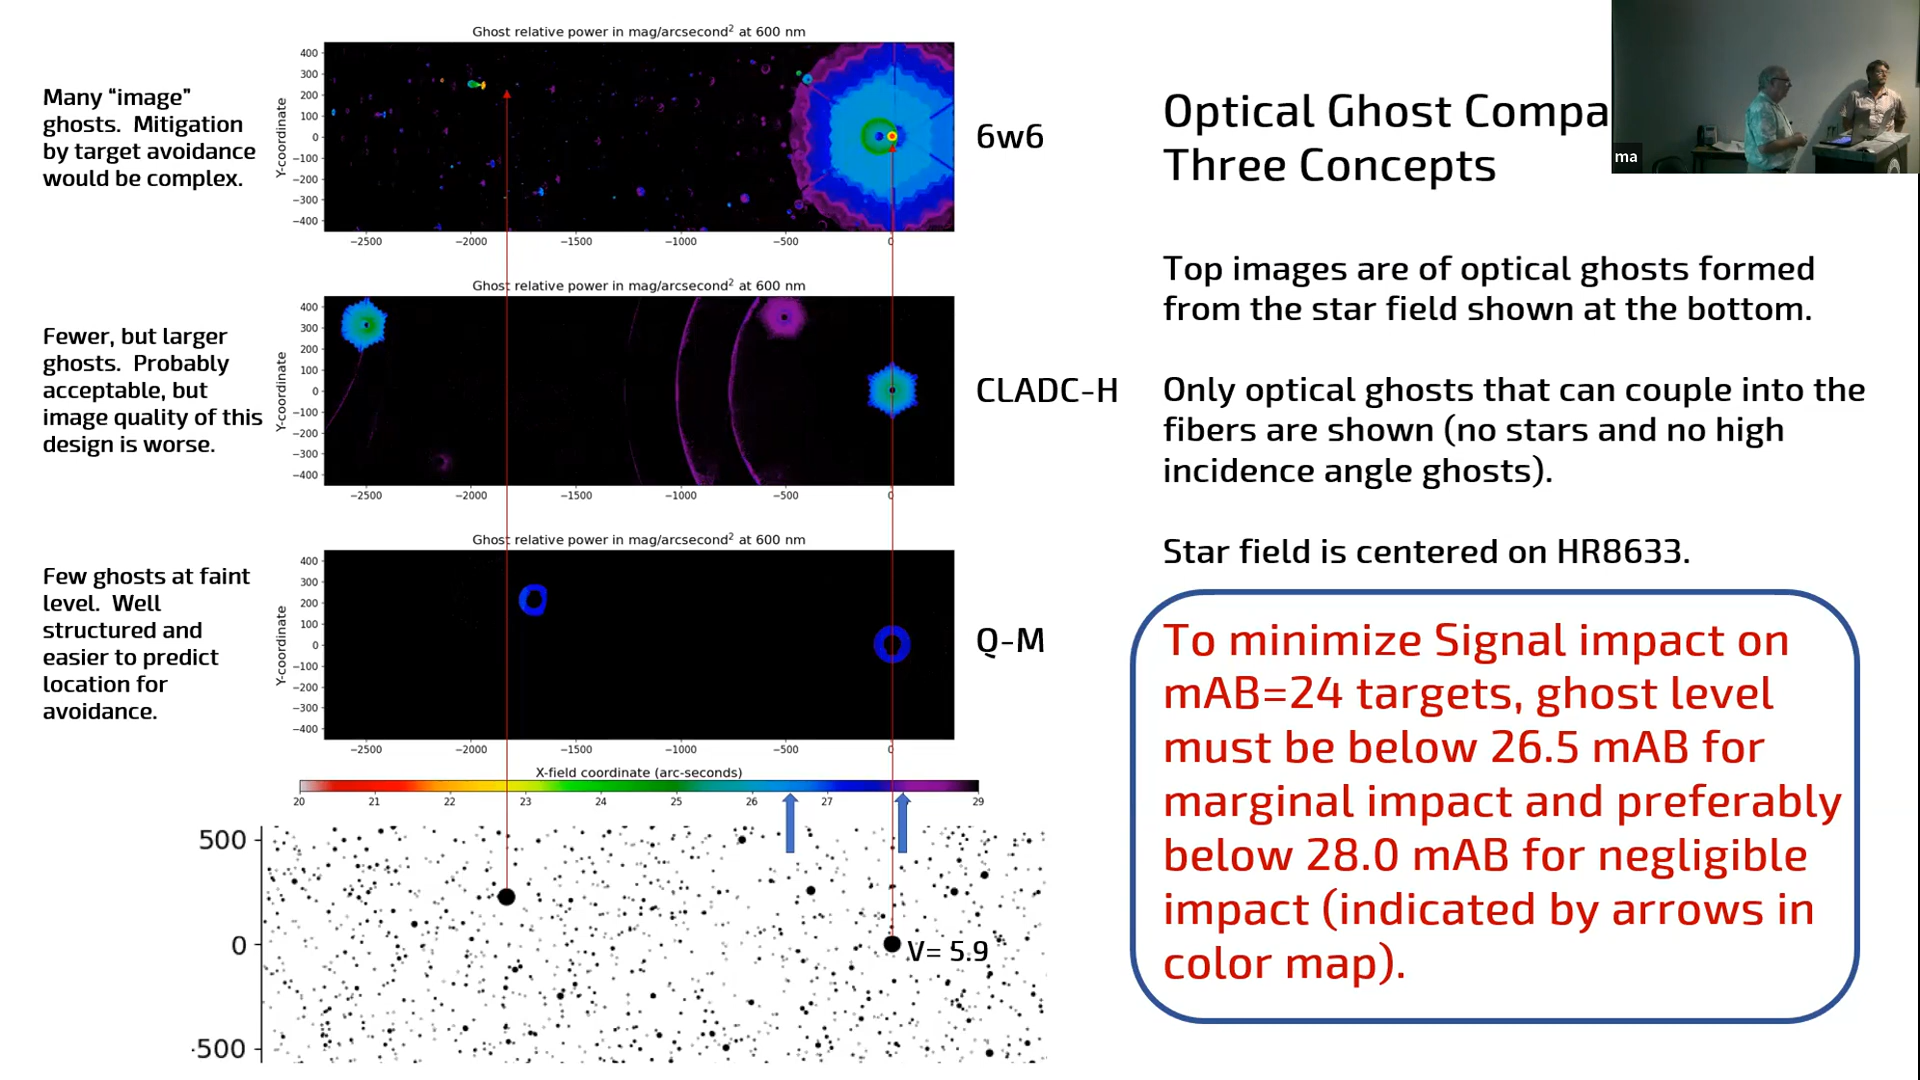 Optical Ghost Compa
Three Concepts
ma
Many “image”
ghosts. Mitigation
by target avoidance
would be complex.
Ghost relative power in mag/arcsecond² at 600 nm
Y-coordinate
400
300
200
100
0
−100
−200
−300
−400
−2500 −2000 −1500 −1000 −500 0
6w6
Fewer, but larger
ghosts. Probably
acceptable, but
image quality of this
design is worse.
Ghost relative power in mag/arcsecond² at 600 nm
Y-coordinate
400
300
200
100
0
−100
−200
−300
−400
−2500 −2000 −1500 −1000 −500 0
CLADC-H
Few ghosts at faint
level. Well
structured and
easier to predict
location for
avoidance.
Ghost relative power in mag/arcsecond² at 600 nm
Y-coordinate
400
300
200
100
0
−100
−200
−300
−400
−2500 −2000 −1500 −1000 −500 0
Q-M
X-field coordinate (arc-seconds)
20 21 22 23 24 25 26 27 29
500
0
-500
V= 5.9
Top images are of optical ghosts formed
from the star field shown at the bottom.
Only optical ghosts that can couple into the
fibers are shown (no stars and no high
incidence angle ghosts).
Star field is centered on HR8633.
To minimize Signal impact on
mAB=24 targets, ghost level
must be below 26.5 mAB for
marginal impact and preferably
below 28.0 mAB for negligible
impact (indicated by arrows in
color map).